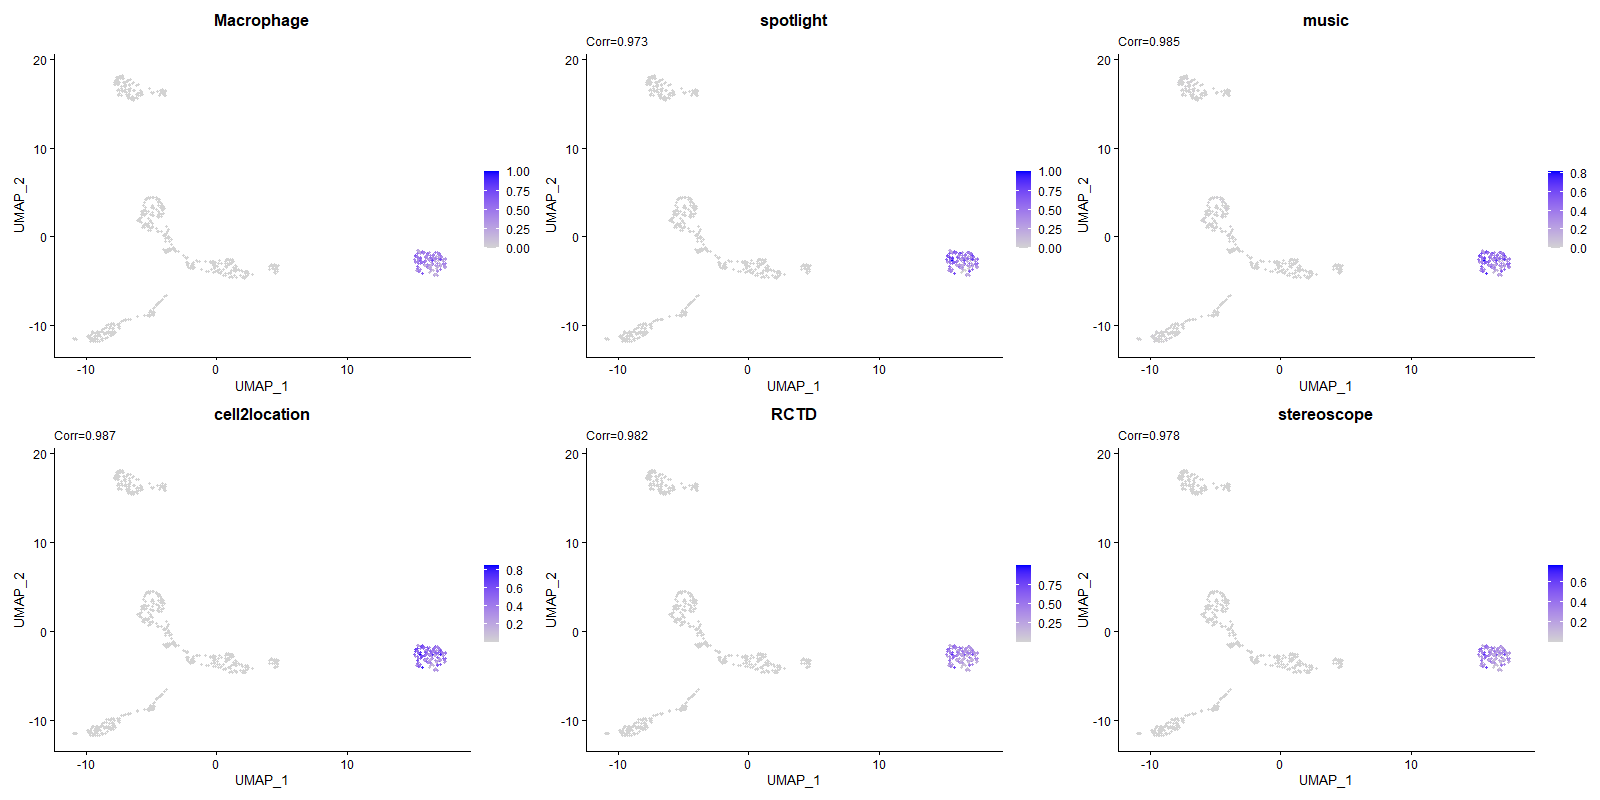 Macrophage
20
10
0
-10
-10
0
10
UMAP_1
UMAP_2
1.00
0.75
0.50
0.25
0.00
spotlight
Corr=0.973
20
10
0
-10
-10
0
10
UMAP_1
UMAP_2
1.00
0.75
0.50
0.25
0.00
music
Corr=0.985
20
10
0
-10
-10
0
10
UMAP_1
UMAP_2
0.8
0.6
0.4
0.2
0.0
cell2location
Corr=0.987
20
10
0
-10
-10
0
10
UMAP_1
UMAP_2
0.8
0.6
0.4
0.2
RCTD
Corr=0.982
20
10
0
-10
-10
0
10
UMAP_1
UMAP_2
0.75
0.50
0.25
stereoscope
Corr=0.978
20
10
0
-10
-10
0
10
UMAP_1
UMAP_2
0.6
0.4
0.2